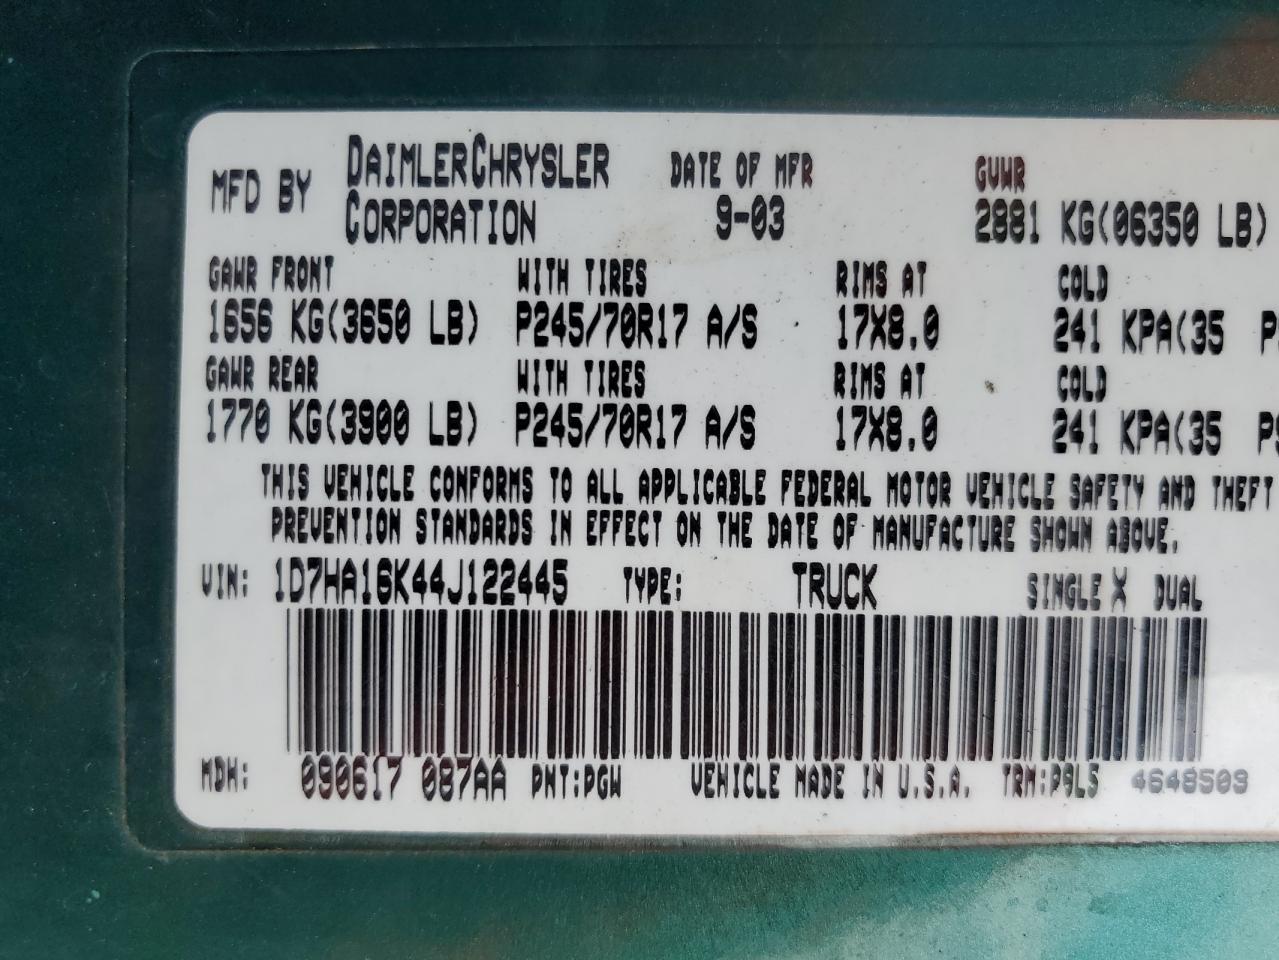 MFD BY DAIMLERCHRYSLER CORPORATION DATE OF MFR 9-03 GVWR 2881 KG(06350 LB)
GAWR FRONT WITH TIRES RIMS AT COLD
1656 KG(3650 LB) P245/70R17 A/S 17X8.0 241 KPA(35
GAWR REAR WITH TIRES RIMS AT COLD
1770 KG(3900 LB) P245/70R17 A/S 17X8.0 241 KPA(35
THIS VEHICLE CONFORMS TO ALL APPLICABLE FEDERAL MOTOR VEHICLE SAFETY AND THEFT
PREVENTION STANDARDS IN EFFECT ON THE DATE OF MANUFACTURE SHOWN ABOVE.
VIN: 1D7HA16K44J122445 TYPE: TRUCK SINGLE X DUAL
MDH: 090617 087AA PNT:PGW VEHICLE MADE IN U.S.A. TRM:P9L5 4648503